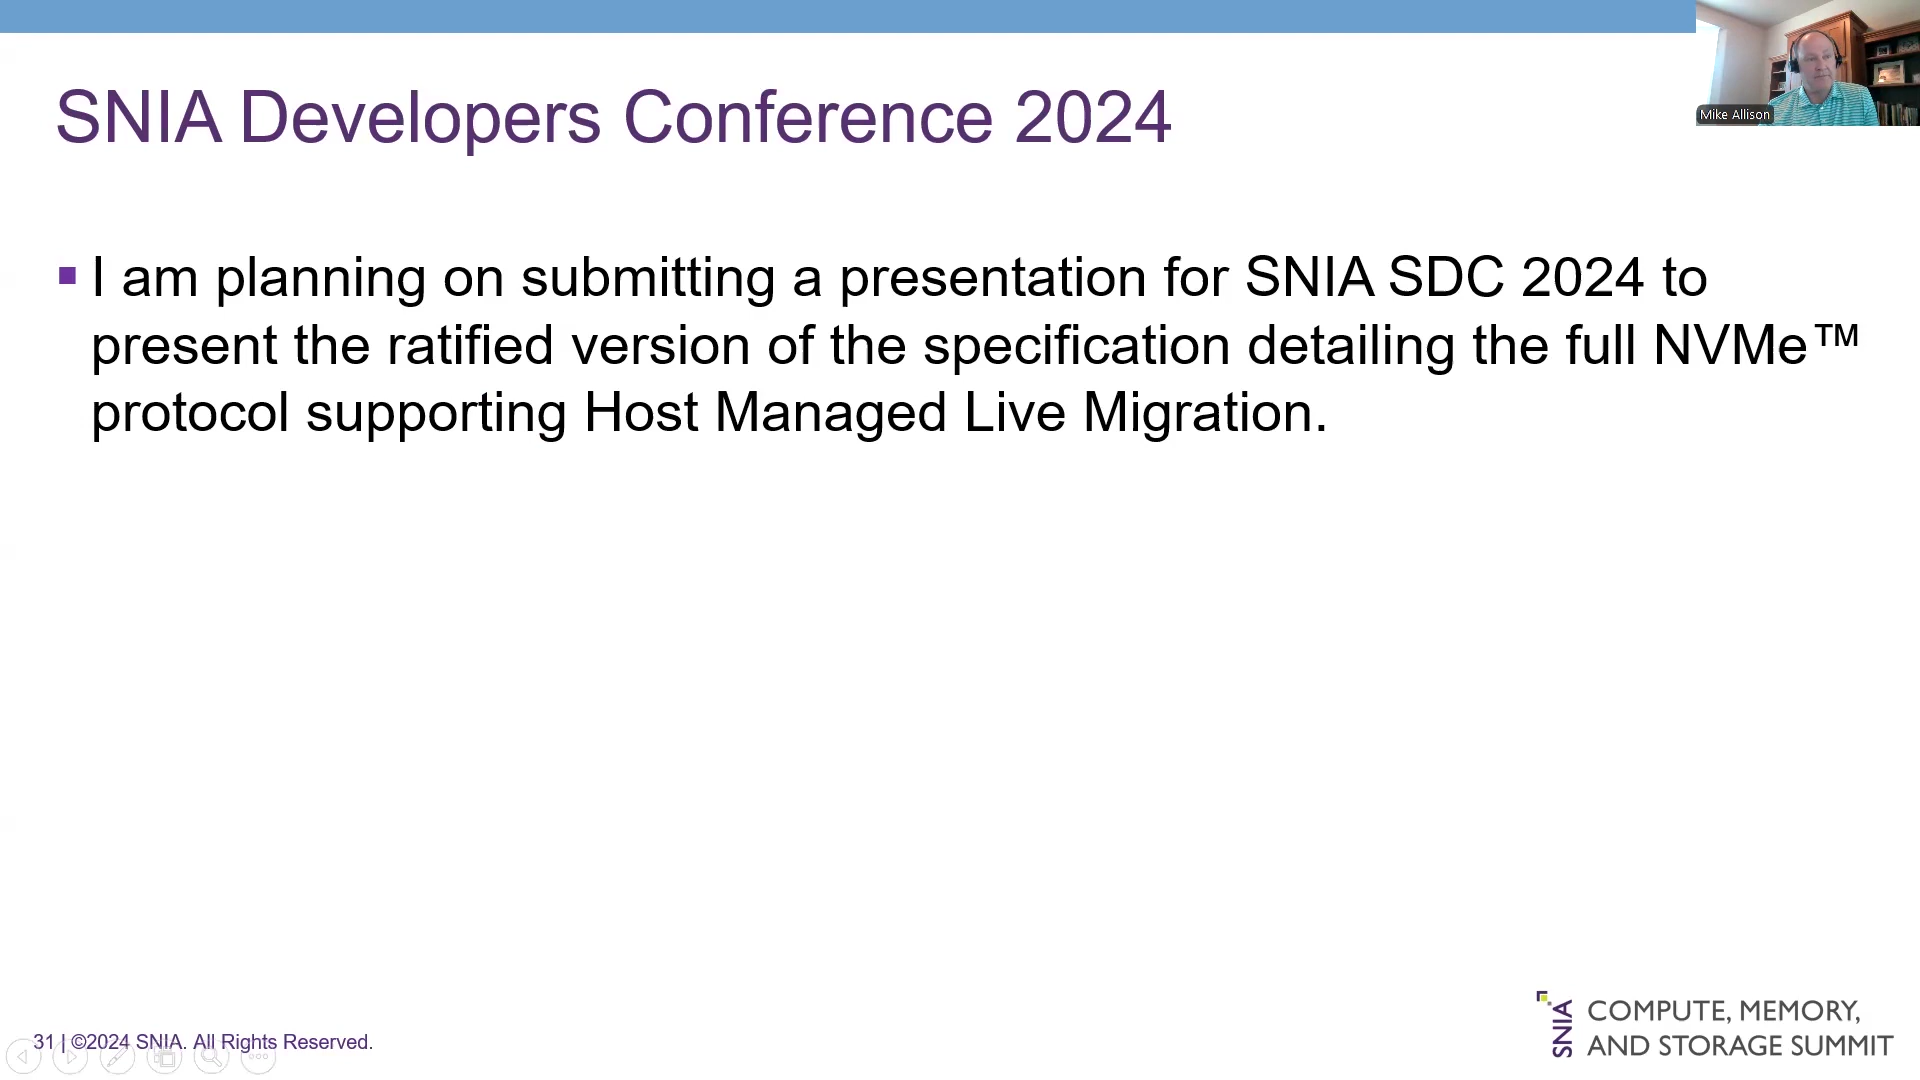 Mike Allison
SNIA Developers Conference 2024
I am planning on submitting a presentation for SNIA SDC 2024 to
present the ratified version of the specification detailing the full NVMe™
protocol supporting Host Managed Live Migration.
31 | ©2024 SNIA. All Rights Reserved.
SNIA
COMPUTE, MEMORY,
AND STORAGE SUMMIT